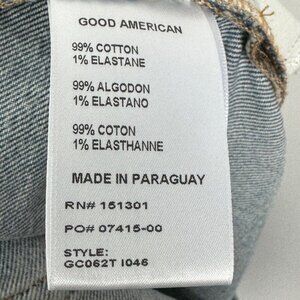 GOOD AMERICAN
99% COTTON
1% ELASTANE
99% ALGODON
1% ELASTANO
99% COTON
1% ELASTHANNE
MADE IN PARAGUAY
RN# 151301
PO# 07415-00
STYLE:
GC062T I046